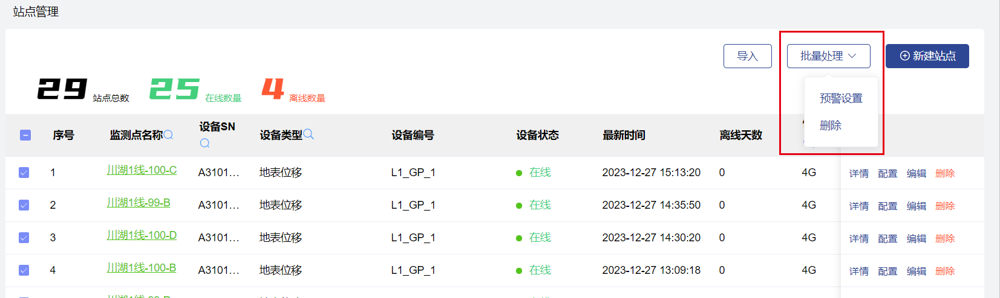 站点管理
导入 批量处理 新建站点
预警设置
删除
29 站点总数 25 在线数量 4 离线数量
序号 监测点名称 设备SN 设备类型 设备编号 设备状态 最新时间 离线天数
1 川湖1线-100-C A3101... 地表位移 L1_GP_1 在线 2023-12-27 15:13:20 0 4G 详情 配置 编辑 删除
2 川湖1线-99-B A3101... 地表位移 L1_GP_1 在线 2023-12-27 14:35:50 0 4G 详情 配置 编辑 删除
3 川湖1线-100-D A3101... 地表位移 L1_GP_1 在线 2023-12-27 14:30:20 0 4G 详情 配置 编辑 删除
4 川湖1线-100-B A3101... 地表位移 L1_GP_1 在线 2023-12-27 13:09:18 0 4G 详情 配置 编辑 删除